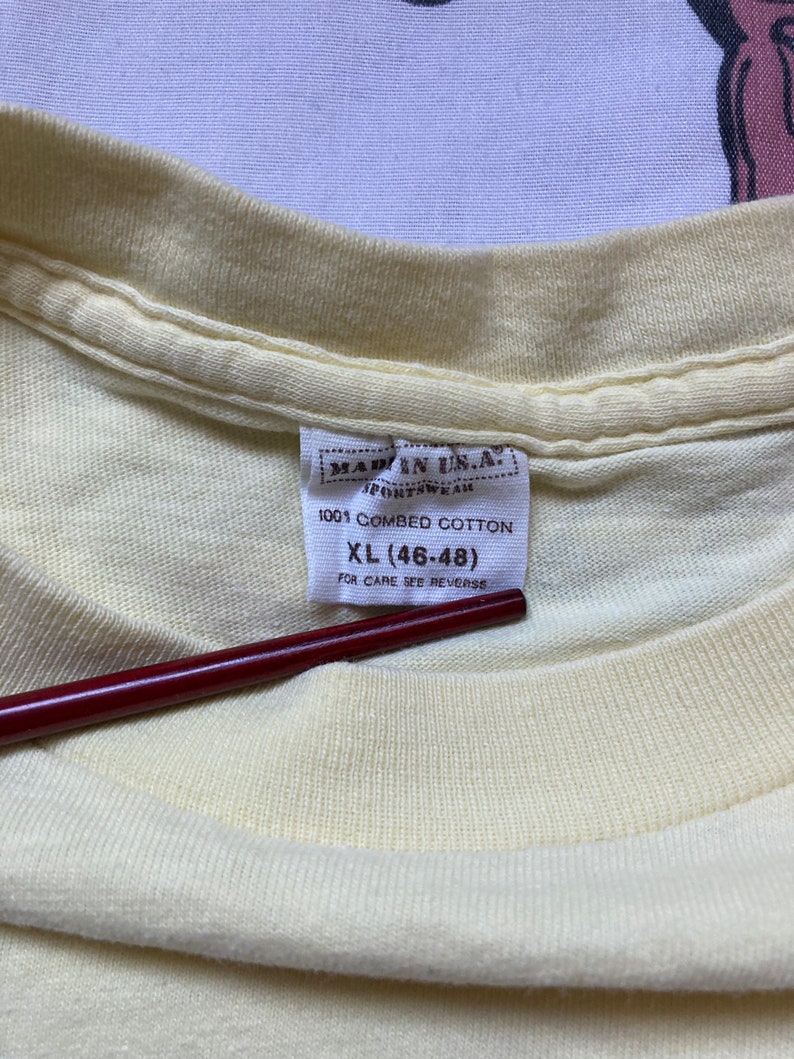 MADE IN U.S.A.®
SPORTSWEAR
100% COMBED COTTON
XL (46-48)
FOR CARE SEE REVERSE